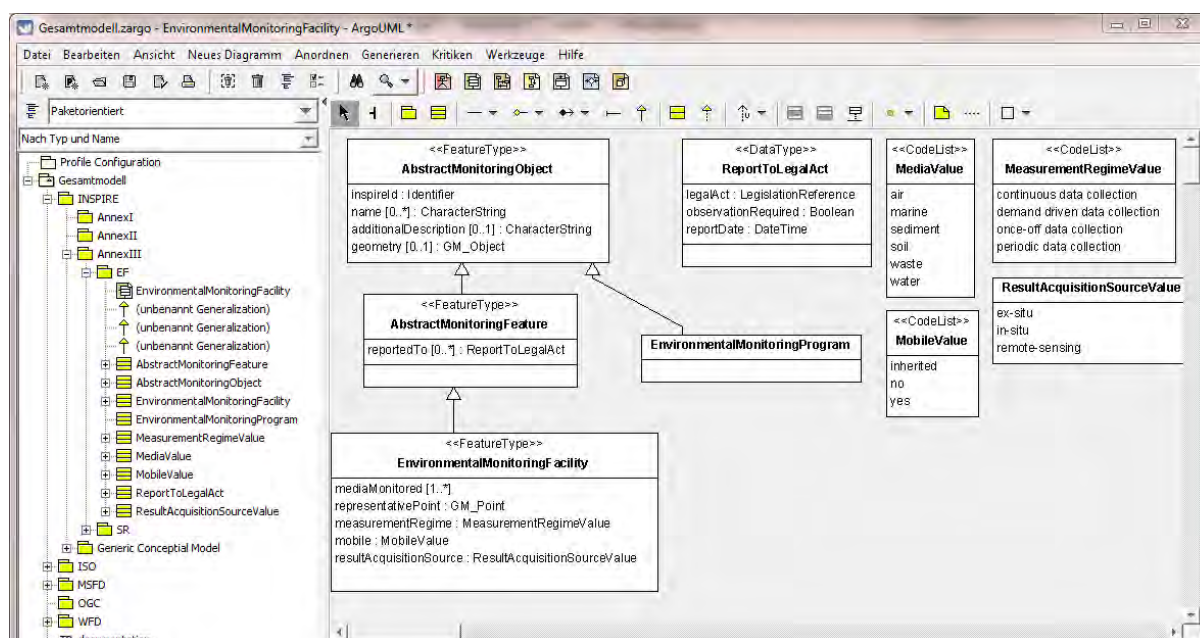 Gesamtmodell.zargo - EnvironmentalMonitoringFacility - ArgoUML *
Datei Bearbeiten Ansicht Neues Diagramm Anordnen Generieren Kritiken Werkzeuge Hilfe
Paketorientiert
Nach Typ und Name
Profile Configuration
Gesamtmodell
INSPIRE
AnnexI
AnnexII
AnnexIII
EF
EnvironmentalMonitoringFacility
(unbenannt Generalization)
(unbenannt Generalization)
(unbenannt Generalization)
AbstractMonitoringFeature
AbstractMonitoringObject
EnvironmentalMonitoringFacility
EnvironmentalMonitoringProgram
MeasurementRegimeValue
MediaValue
MobileValue
ReportToLegalAct
ResultAcquisitionSourceValue
SR
Generic Conceptial Model
ISO
MSFD
OGC
WFD
<<FeatureType>>
AbstractMonitoringObject
inspireId : Identifier
name [0..*] : CharacterString
additionalDescription [0..1] : CharacterString
geometry [0..1] : GM_Object
<<DataType>>
ReportToLegalAct
legalAct : LegislationReference
observationRequired : Boolean
reportDate : DateTime
<<CodeList>>
MediaValue
air
marine
sediment
soil
waste
water
<<CodeList>>
MeasurementRegimeValue
continuous data collection
demand driven data collection
once-off data collection
periodic data collection
ResultAcquisitionSourceValue
ex-situ
in-situ
remote-sensing
<<FeatureType>>
AbstractMonitoringFeature
reportedTo [0..*] : ReportToLegalAct
EnvironmentalMonitoringProgram
<<CodeList>>
MobileValue
inherited
no
yes
<<FeatureType>>
EnvironmentalMonitoringFacility
mediaMonitored [1..*]
representativePoint : GM_Point
measurementRegime : MeasurementRegimeValue
mobile : MobileValue
resultAcquisitionSource : ResultAcquisitionSourceValue